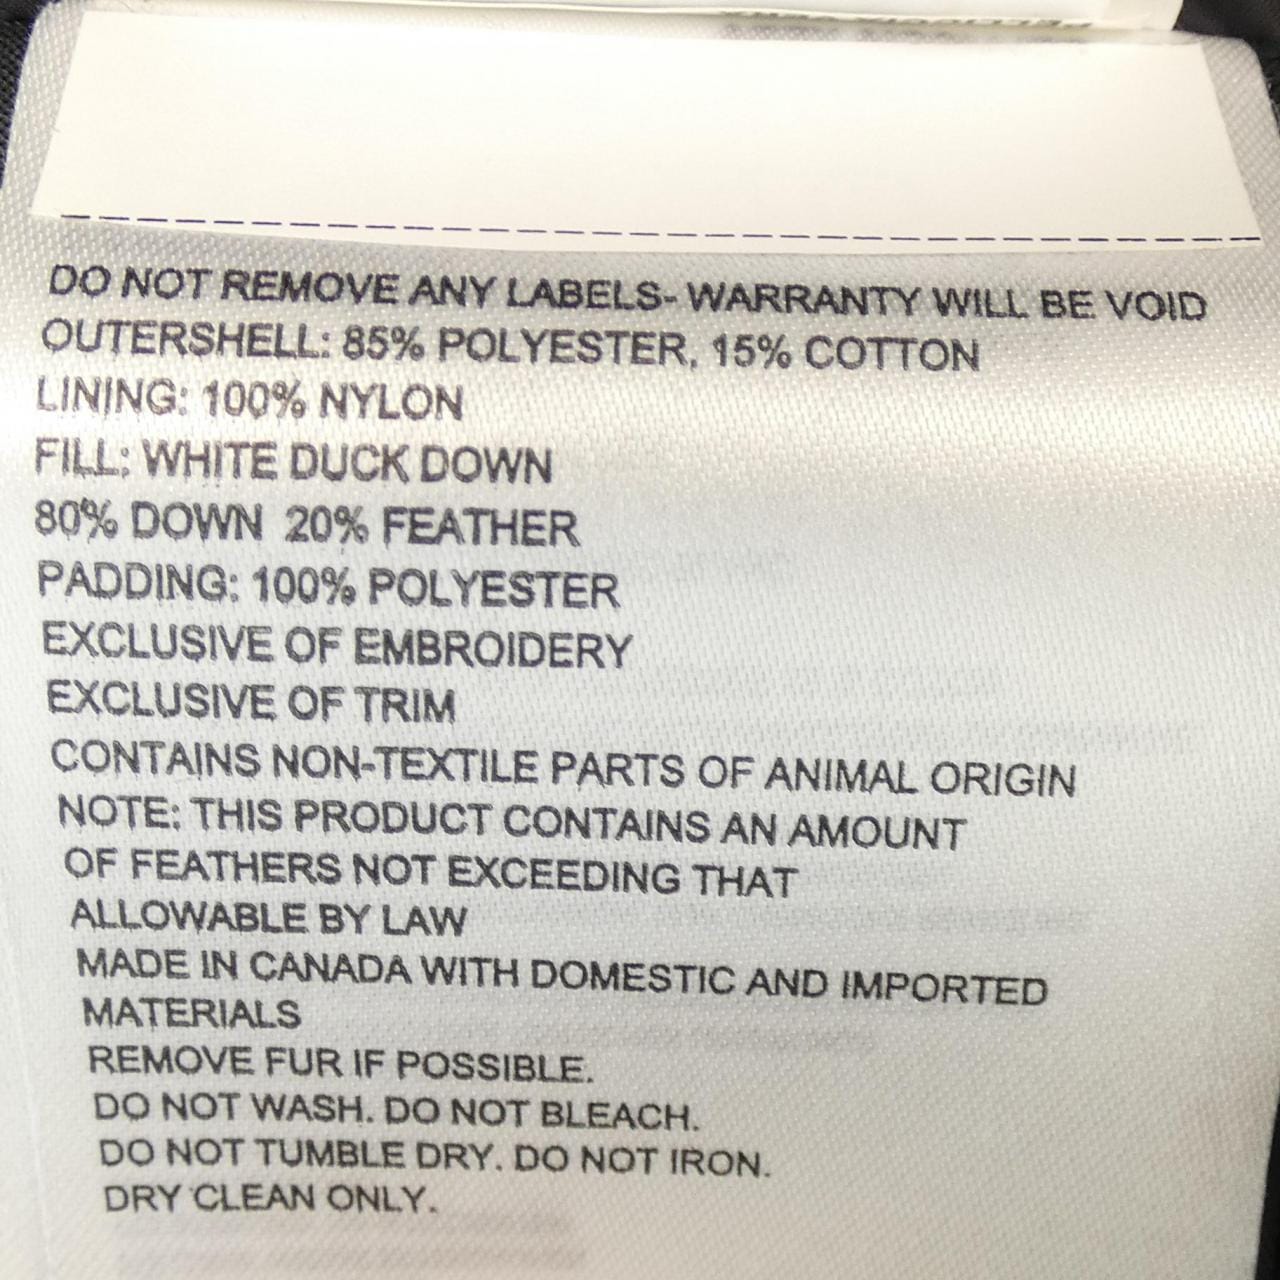 DO NOT REMOVE ANY LABELS- WARRANTY WILL BE VOID
OUTERSHELL: 85% POLYESTER, 15% COTTON
LINING: 100% NYLON
FILL: WHITE DUCK DOWN
80% DOWN 20% FEATHER
PADDING: 100% POLYESTER
EXCLUSIVE OF EMBROIDERY
EXCLUSIVE OF TRIM
CONTAINS NON-TEXTILE PARTS OF ANIMAL ORIGIN
NOTE: THIS PRODUCT CONTAINS AN AMOUNT
OF FEATHERS NOT EXCEEDING THAT
ALLOWABLE BY LAW
MADE IN CANADA WITH DOMESTIC AND IMPORTED
MATERIALS
REMOVE FUR IF POSSIBLE.
DO NOT WASH. DO NOT BLEACH.
DO NOT TUMBLE DRY. DO NOT IRON.
DRY CLEAN ONLY.